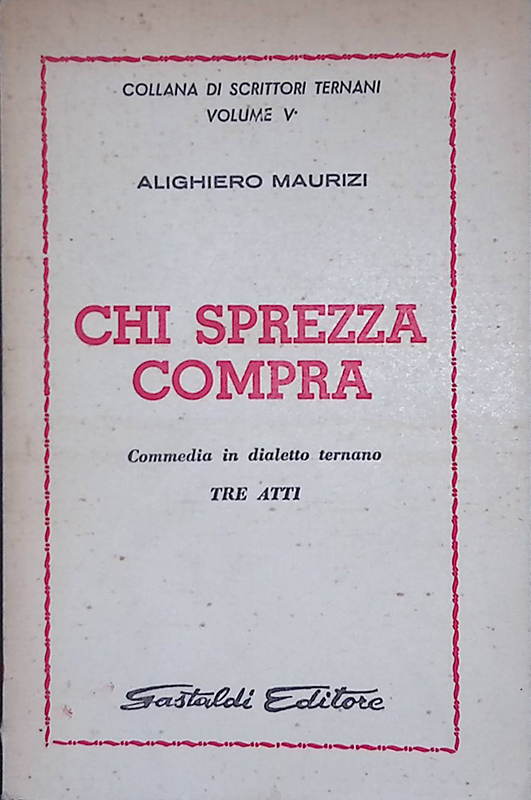 COLLANA DI SCRITTORI TERNANI
VOLUME V·
ALIGHIERO MAURIZI
CHI SPREZZA
COMPRA
Commedia in dialetto ternano
TRE ATTI
Gastaldi Editore